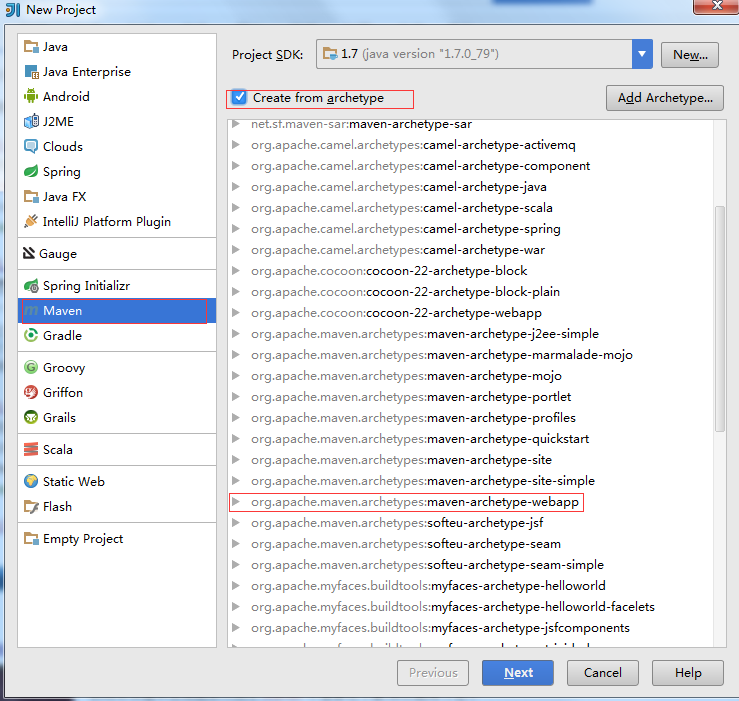 New Project
Java
Java Enterprise
Android
J2ME
Clouds
Spring
Java FX
IntelliJ Platform Plugin
Gauge
Spring Initializr
Maven
Gradle
Groovy
Griffon
Grails
Scala
Static Web
Flash
Empty Project
Project SDK: 1.7 (java version "1.7.0_79") New...
Create from archetype Add Archetype...
net.sf.maven-sar:maven-archetype-sar
org.apache.camel.archetypes:camel-archetype-activemq
org.apache.camel.archetypes:camel-archetype-component
org.apache.camel.archetypes:camel-archetype-java
org.apache.camel.archetypes:camel-archetype-scala
org.apache.camel.archetypes:camel-archetype-spring
org.apache.camel.archetypes:camel-archetype-war
org.apache.cocoon:cocoon-22-archetype-block
org.apache.cocoon:cocoon-22-archetype-block-plain
org.apache.cocoon:cocoon-22-archetype-webapp
org.apache.maven.archetypes:maven-archetype-j2ee-simple
org.apache.maven.archetypes:maven-archetype-marmalade-mojo
org.apache.maven.archetypes:maven-archetype-mojo
org.apache.maven.archetypes:maven-archetype-portlet
org.apache.maven.archetypes:maven-archetype-profiles
org.apache.maven.archetypes:maven-archetype-quickstart
org.apache.maven.archetypes:maven-archetype-site
org.apache.maven.archetypes:maven-archetype-site-simple
org.apache.maven.archetypes:maven-archetype-webapp
org.apache.maven.archetypes:softeu-archetype-jsf
org.apache.maven.archetypes:softeu-archetype-seam
org.apache.maven.archetypes:softeu-archetype-seam-simple
org.apache.myfaces.buildtools:myfaces-archetype-helloworld
org.apache.myfaces.buildtools:myfaces-archetype-helloworld-facelets
org.apache.myfaces.buildtools:myfaces-archetype-jsfcomponents
Previous Next Cancel Help